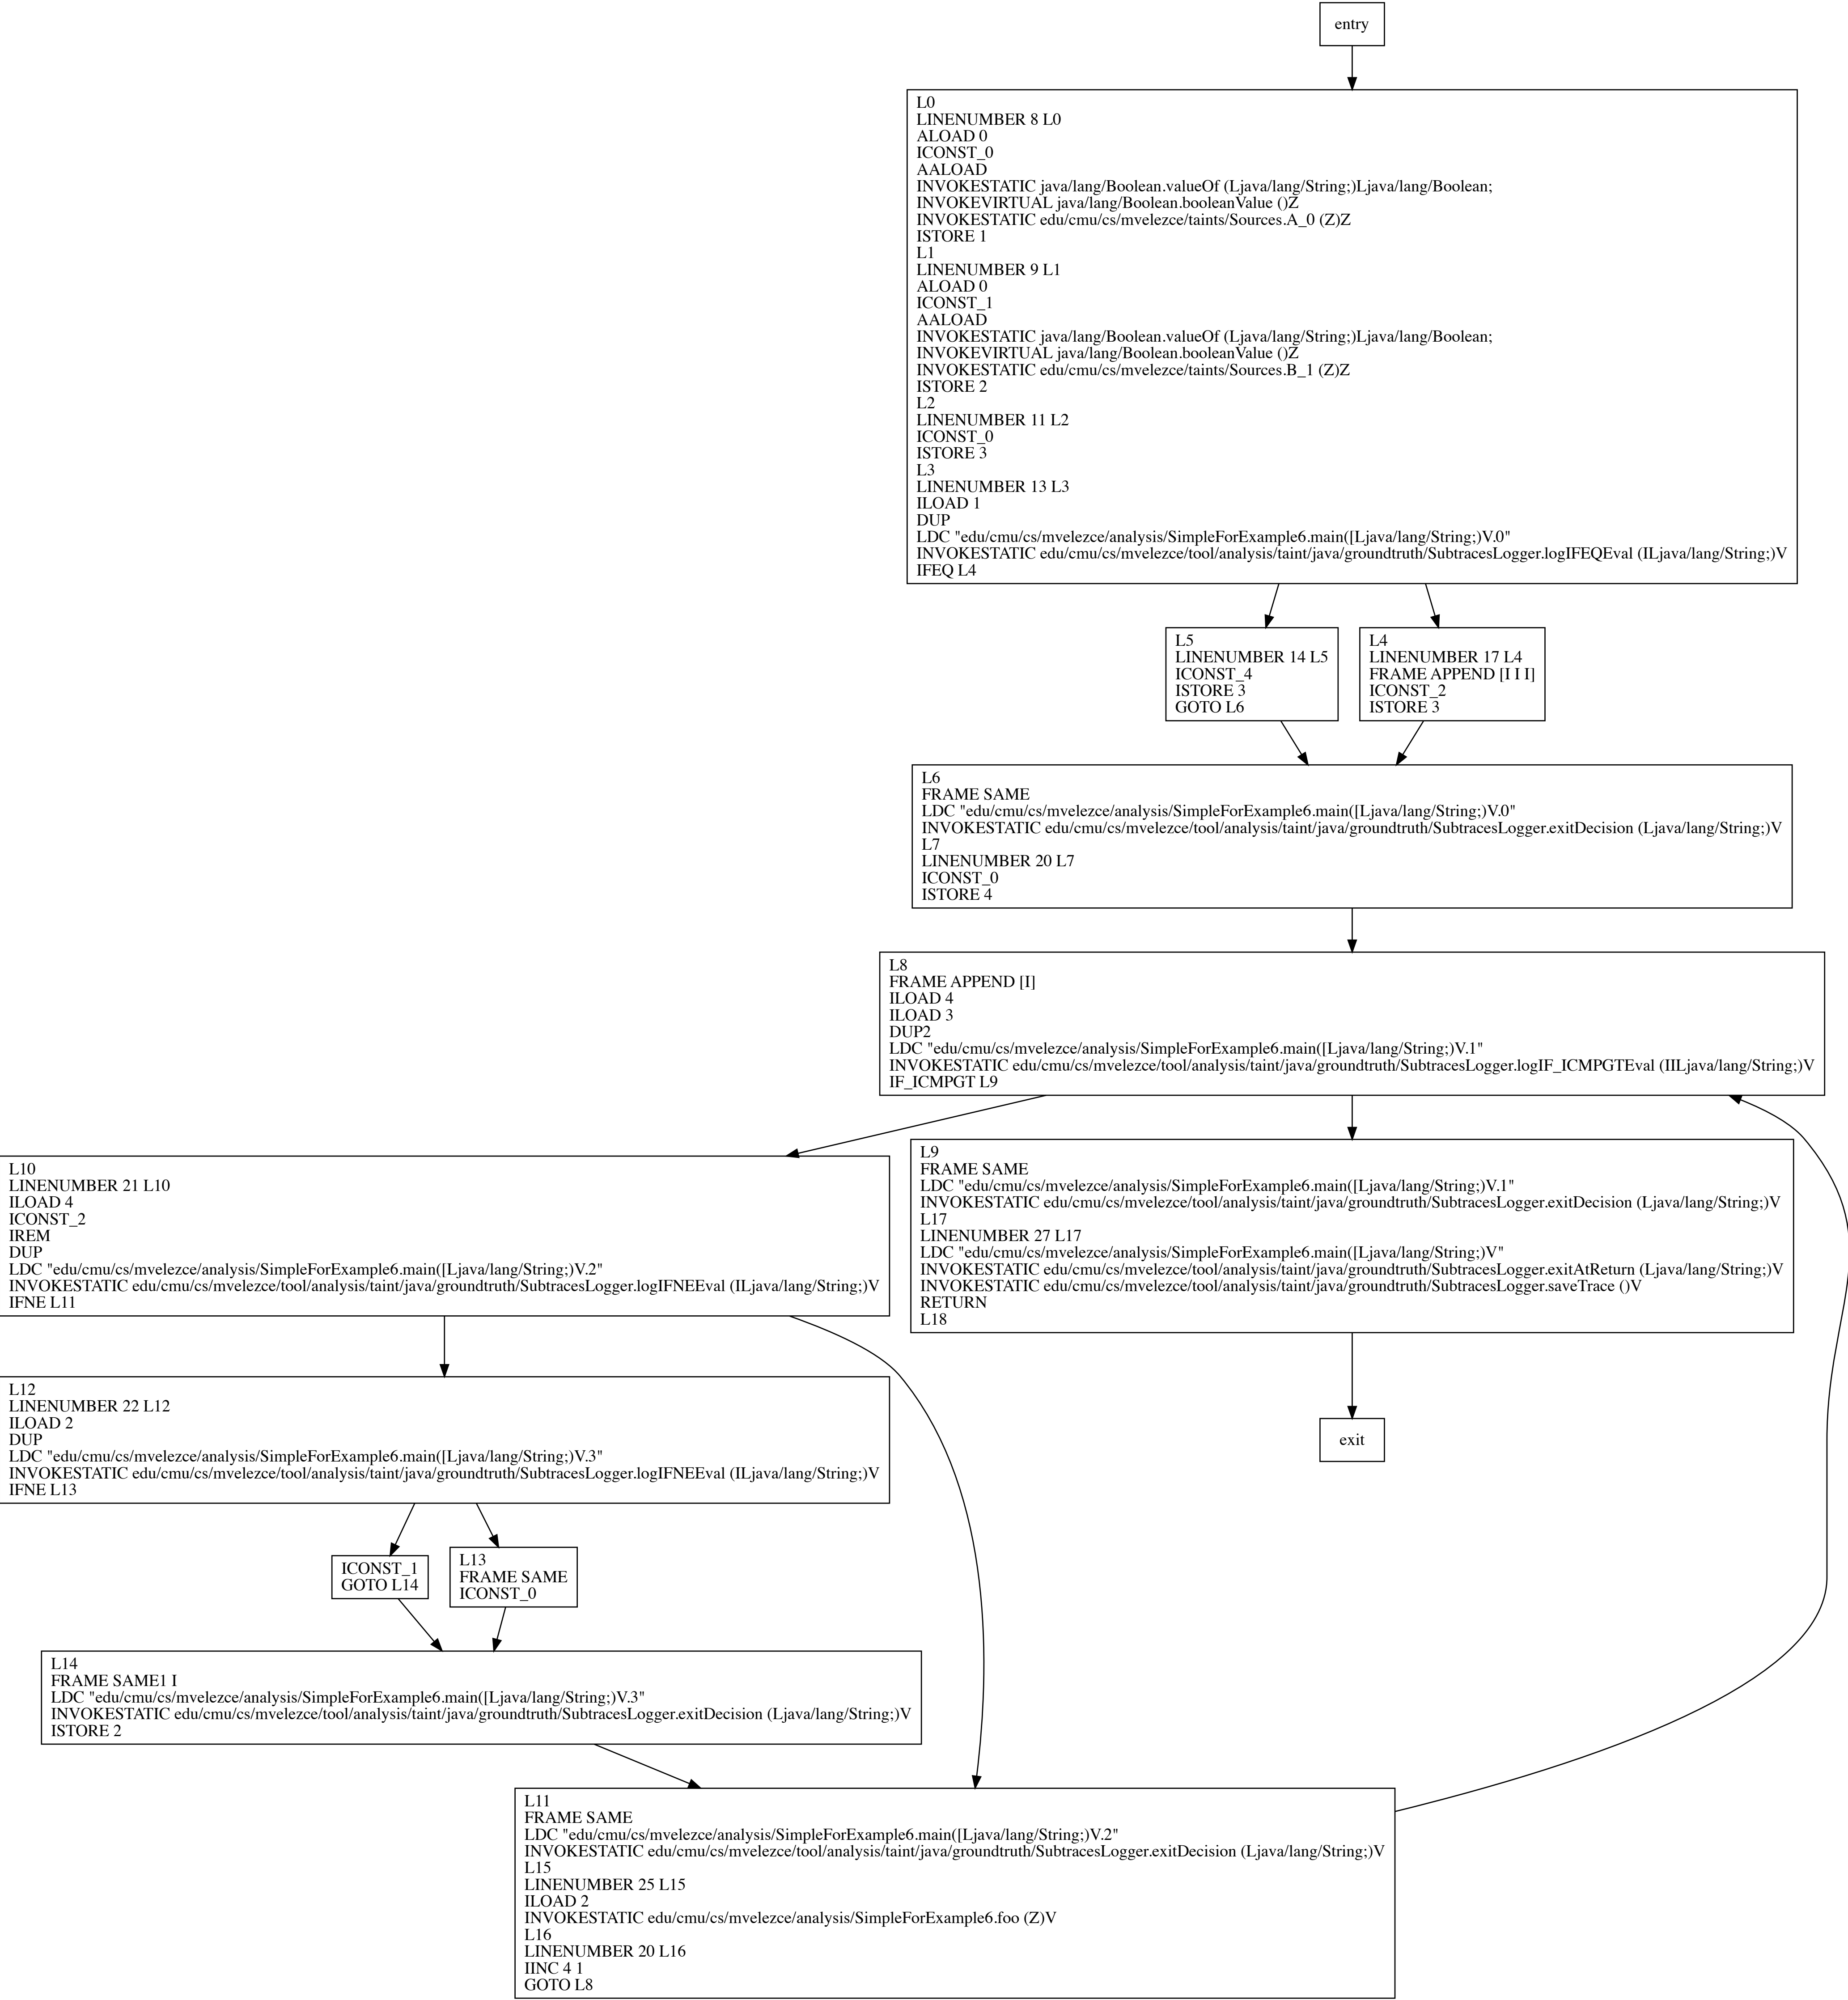 entry
L0
LINENUMBER 8 L0
ALOAD 0
ICONST_0
AALOAD
INVOKESTATIC java/lang/Boolean.valueOf (Ljava/lang/String;)Ljava/lang/Boolean;
INVOKEVIRTUAL java/lang/Boolean.booleanValue ()Z
INVOKESTATIC edu/cmu/cs/mvelezce/taints/Sources.A_0 (Z)Z
ISTORE 1
L1
LINENUMBER 9 L1
ALOAD 0
ICONST_1
AALOAD
INVOKESTATIC java/lang/Boolean.valueOf (Ljava/lang/String;)Ljava/lang/Boolean;
INVOKEVIRTUAL java/lang/Boolean.booleanValue ()Z
INVOKESTATIC edu/cmu/cs/mvelezce/taints/Sources.B_1 (Z)Z
ISTORE 2
L2
LINENUMBER 11 L2
ICONST_0
ISTORE 3
L3
LINENUMBER 13 L3
ILOAD 1
DUP
LDC "edu/cmu/cs/mvelezce/analysis/SimpleForExample6.main([Ljava/lang/String;)V.0"
INVOKESTATIC edu/cmu/cs/mvelezce/tool/analysis/taint/java/groundtruth/SubtracesLogger.logIFEQEval (ILjava/lang/String;)V
IFEQ L4
L5
LINENUMBER 14 L5
ICONST_4
ISTORE 3
GOTO L6
L4
LINENUMBER 17 L4
FRAME APPEND [I I I]
ICONST_2
ISTORE 3
L6
FRAME SAME
LDC "edu/cmu/cs/mvelezce/analysis/SimpleForExample6.main([Ljava/lang/String;)V.0"
INVOKESTATIC edu/cmu/cs/mvelezce/tool/analysis/taint/java/groundtruth/SubtracesLogger.exitDecision (Ljava/lang/String;)V
L7
LINENUMBER 20 L7
ICONST_0
ISTORE 4
L8
FRAME APPEND [I]
ILOAD 4
ILOAD 3
DUP2
LDC "edu/cmu/cs/mvelezce/analysis/SimpleForExample6.main([Ljava/lang/String;)V.1"
INVOKESTATIC edu/cmu/cs/mvelezce/tool/analysis/taint/java/groundtruth/SubtracesLogger.logIF_ICMPGTEval (IILjava/lang/String;)V
IF_ICMPGT L9
L10
LINENUMBER 21 L10
ILOAD 4
ICONST_2
IREM
DUP
LDC "edu/cmu/cs/mvelezce/analysis/SimpleForExample6.main([Ljava/lang/String;)V.2"
INVOKESTATIC edu/cmu/cs/mvelezce/tool/analysis/taint/java/groundtruth/SubtracesLogger.logIFNEEval (ILjava/lang/String;)V
IFNE L11
L9
FRAME SAME
LDC "edu/cmu/cs/mvelezce/analysis/SimpleForExample6.main([Ljava/lang/String;)V.1"
INVOKESTATIC edu/cmu/cs/mvelezce/tool/analysis/taint/java/groundtruth/SubtracesLogger.exitDecision (Ljava/lang/String;)V
L17
LINENUMBER 27 L17
LDC "edu/cmu/cs/mvelezce/analysis/SimpleForExample6.main([Ljava/lang/String;)V"
INVOKESTATIC edu/cmu/cs/mvelezce/tool/analysis/taint/java/groundtruth/SubtracesLogger.exitAtReturn (Ljava/lang/String;)V
INVOKESTATIC edu/cmu/cs/mvelezce/tool/analysis/taint/java/groundtruth/SubtracesLogger.saveTrace ()V
RETURN
L18
L12
LINENUMBER 22 L12
ILOAD 2
DUP
LDC "edu/cmu/cs/mvelezce/analysis/SimpleForExample6.main([Ljava/lang/String;)V.3"
INVOKESTATIC edu/cmu/cs/mvelezce/tool/analysis/taint/java/groundtruth/SubtracesLogger.logIFNEEval (ILjava/lang/String;)V
IFNE L13
exit
ICONST_1
GOTO L14
L13
FRAME SAME
ICONST_0
L14
FRAME SAME1 I
LDC "edu/cmu/cs/mvelezce/analysis/SimpleForExample6.main([Ljava/lang/String;)V.3"
INVOKESTATIC edu/cmu/cs/mvelezce/tool/analysis/taint/java/groundtruth/SubtracesLogger.exitDecision (Ljava/lang/String;)V
ISTORE 2
L11
FRAME SAME
LDC "edu/cmu/cs/mvelezce/analysis/SimpleForExample6.main([Ljava/lang/String;)V.2"
INVOKESTATIC edu/cmu/cs/mvelezce/tool/analysis/taint/java/groundtruth/SubtracesLogger.exitDecision (Ljava/lang/String;)V
L15
LINENUMBER 25 L15
ILOAD 2
INVOKESTATIC edu/cmu/cs/mvelezce/analysis/SimpleForExample6.foo (Z)V
L16
LINENUMBER 20 L16
IINC 4 1
GOTO L8